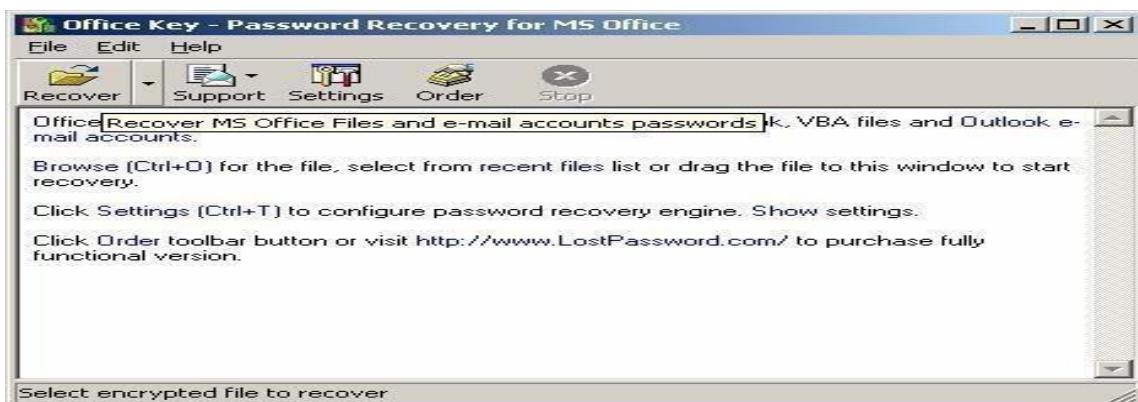 Office Key - Password Recovery for MS Office
File Edit Help
Recover Support Settings Order Stop
Office Recover MS Office Files and e-mail accounts passwords k, VBA files and Outlook e-
mail accounts.
Browse (Ctrl+O) for the file, select from recent files list or drag the file to this window to start
recovery.
Click Settings (Ctrl+T) to configure password recovery engine. Show settings.
Click Order toolbar button or visit http://www.LostPassword.com/ to purchase fully
functional version.
Select encrypted file to recover